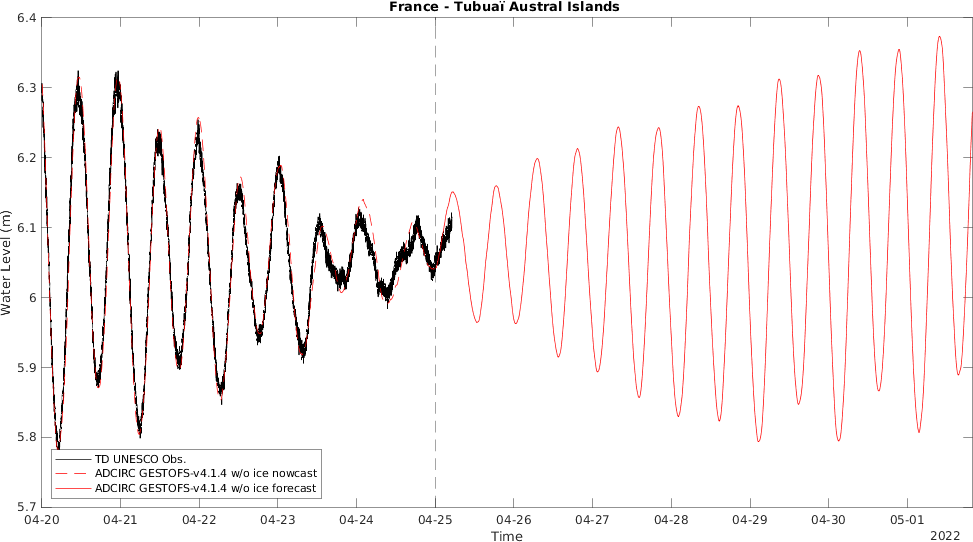 France - Tubuaï Austral Islands
6.4
6.3
6.2
6.1
6
5.9
5.8
5.7
Water Level (m)
TD UNESCO Obs.
ADCIRC GESTOFS-v4.1.4 w/o ice nowcast
ADCIRC GESTOFS-v4.1.4 w/o ice forecast
04-20 04-21 04-22 04-23 04-24 04-25 04-26 04-27 04-28 04-29 04-30 05-01
Time
2022